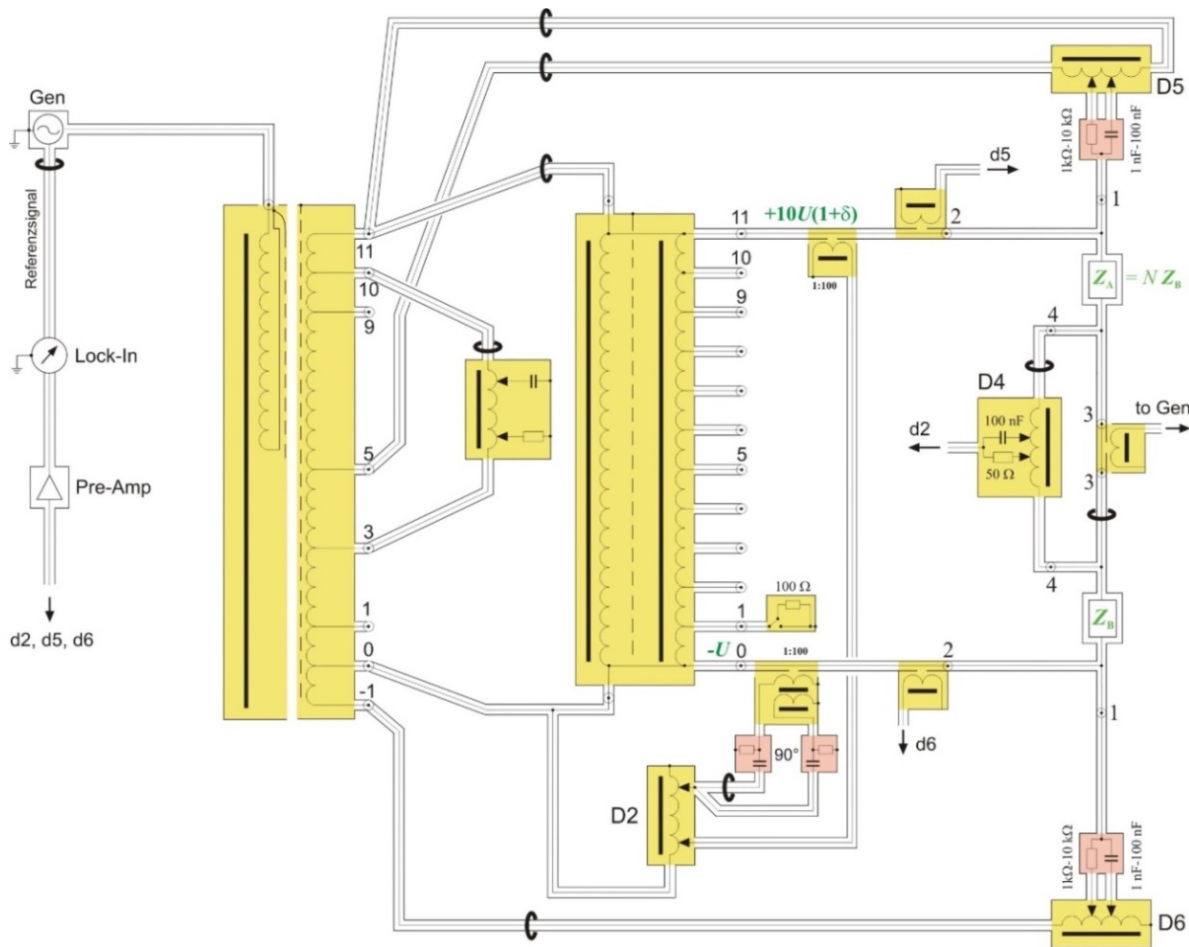 Gen
Referenzsignal
Lock-In
Pre-Amp
d2, d5, d6
11
10
9
5
3
1
0
-1
D5
1kΩ-10 kΩ
1 nF-100 nF
1
d5
+10U(1+δ)
11
2
1:100
10
9
5
100 Ω
1
-U
0
1:100
2
d6
90°
D2
Z_A = N Z_B
4
D4
100 nF
50 Ω
d2
3
to Gen
3
4
Z_B
1
1kΩ-10 kΩ
1 nF-100 nF
D6